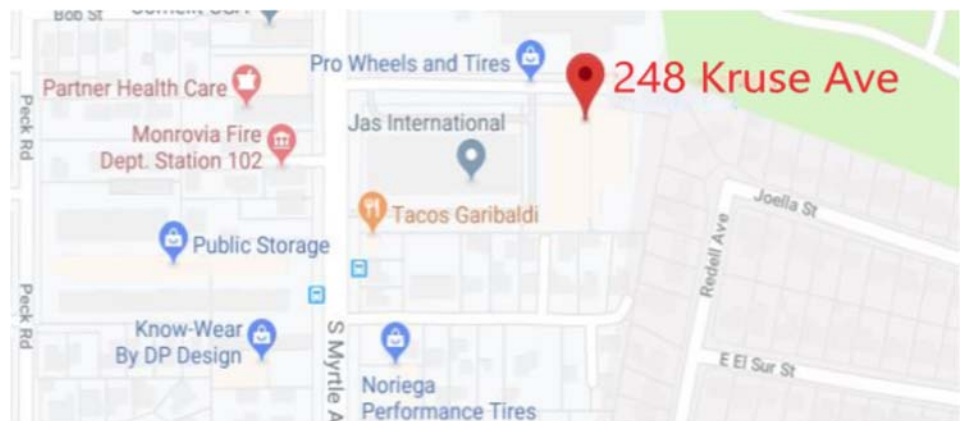 Bob St
Pro Wheels and Tires
248 Kruse Ave
Partner Health Care
Peck Rd
Jas International
Monrovia Fire
Dept. Station 102
Joella St
Tacos Garibaldi
Redell Ave
Public Storage
Peck Rd
Know-Wear
By DP Design
S Myrtle A
E El Sur St
Noriega
Performance Tires